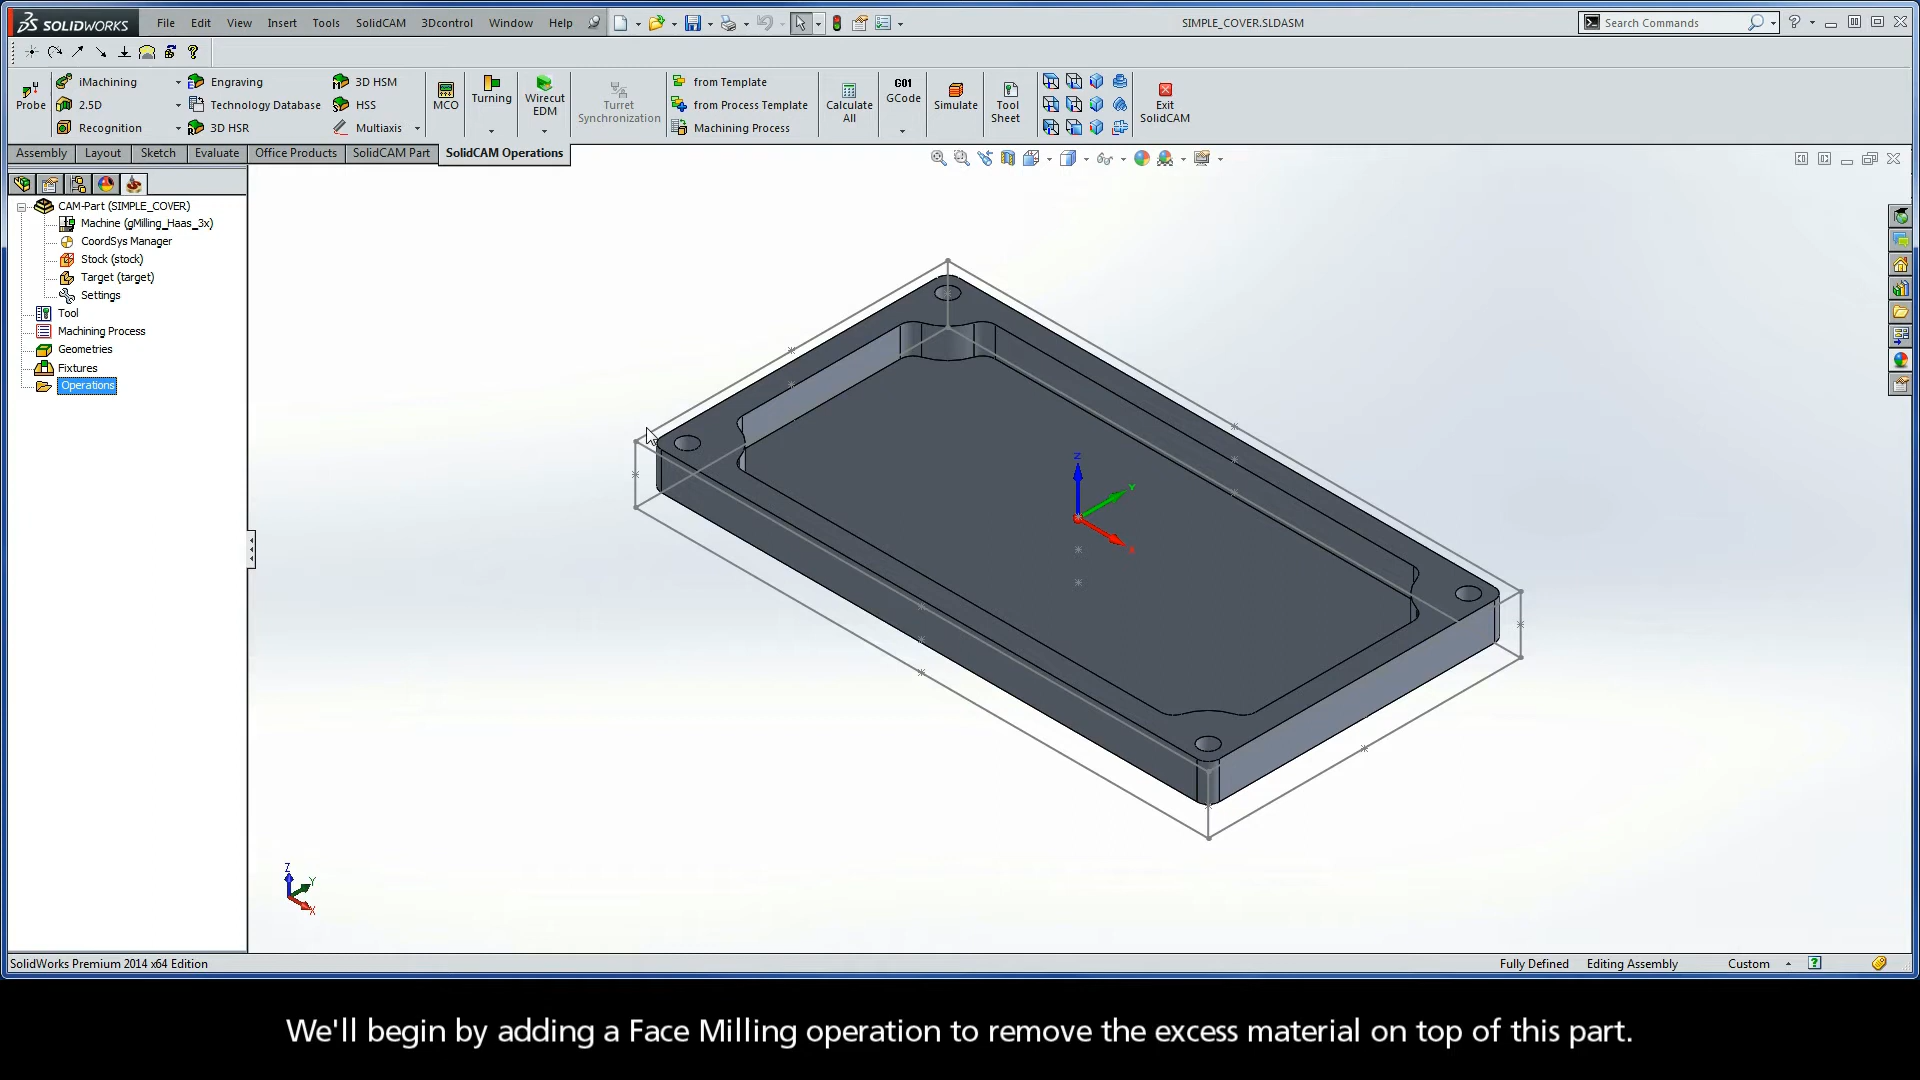 SOLIDWORKS File Edit View Insert Tools SolidCAM 3Dcontrol Window Help SIMPLE_COVER.SLDASM Search Commands
Probe
iMachining
2.5D
Recognition
Engraving
Technology Database
3D HSR
3D HSM
HSS
Multiaxis
MCO
Turning
Wirecut
EDM
Turret
Synchronization
from Template
from Process Template
Machining Process
Calculate
All
G01
GCode
Simulate
Tool
Sheet
Exit
SolidCAM
Assembly Layout Sketch Evaluate Office Products SolidCAM Part SolidCAM Operations
CAM-Part (SIMPLE_COVER)
Machine (gMilling_Haas_3x)
CoordSys Manager
Stock (stock)
Target (target)
Settings
Tool
Machining Process
Geometries
Fixtures
Operations
Z
Y
X
Z
Y
X
SolidWorks Premium 2014 x64 Edition Fully Defined Editing Assembly Custom
We'll begin by adding a Face Milling operation to remove the excess material on top of this part.